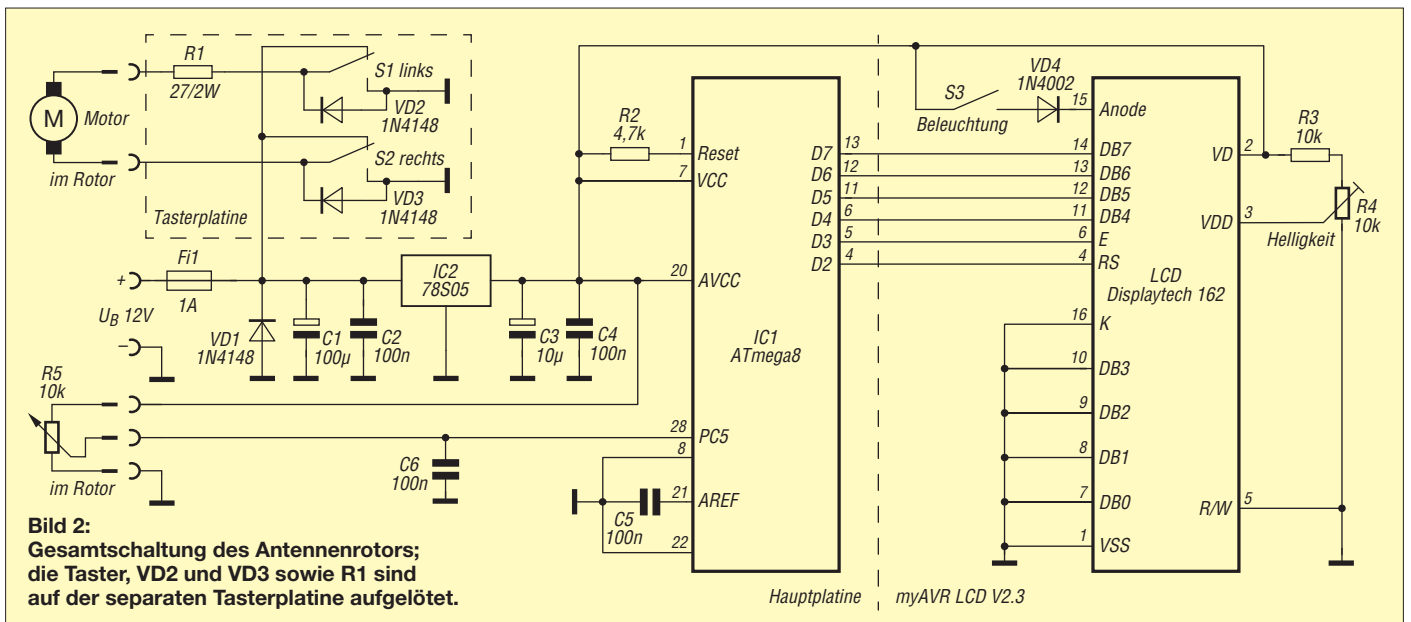 R1
27/2W
S1 links
VD2
1N4148
M
Motor
S2 rechts
im Rotor
VD3
1N4148
Tasterplatine
Fi1
1A
+
UB 12V
–
VD1
1N4148
C1
100µ
C2
100n
IC2
78S05
C3
10µ
C4
100n
R5
10k
im Rotor
C6
100n
C5
100n
R2
4,7k
1 Reset
7 VCC
20 AVCC
28 PC5
8
21 AREF
22
IC1
ATmega8
D7 13
D6 12
D5 11
D4 6
D3 5
D2 4
S3
Beleuchtung
VD4
1N4002
15 Anode
14 DB7
13 DB6
12 DB5
11 DB4
6 E
4 RS
LCD
Displaytech 162
16 K
10 DB3
9 DB2
8 DB1
7 DB0
1 VSS
VD 2
VDD 3
R/W 5
R3
10k
R4
10k
Helligkeit
Bild 2:
Gesamtschaltung des Antennenrotors;
die Taster, VD2 und VD3 sowie R1 sind
auf der separaten Tasterplatine aufgelötet.
Hauptplatine
myAVR LCD V2.3